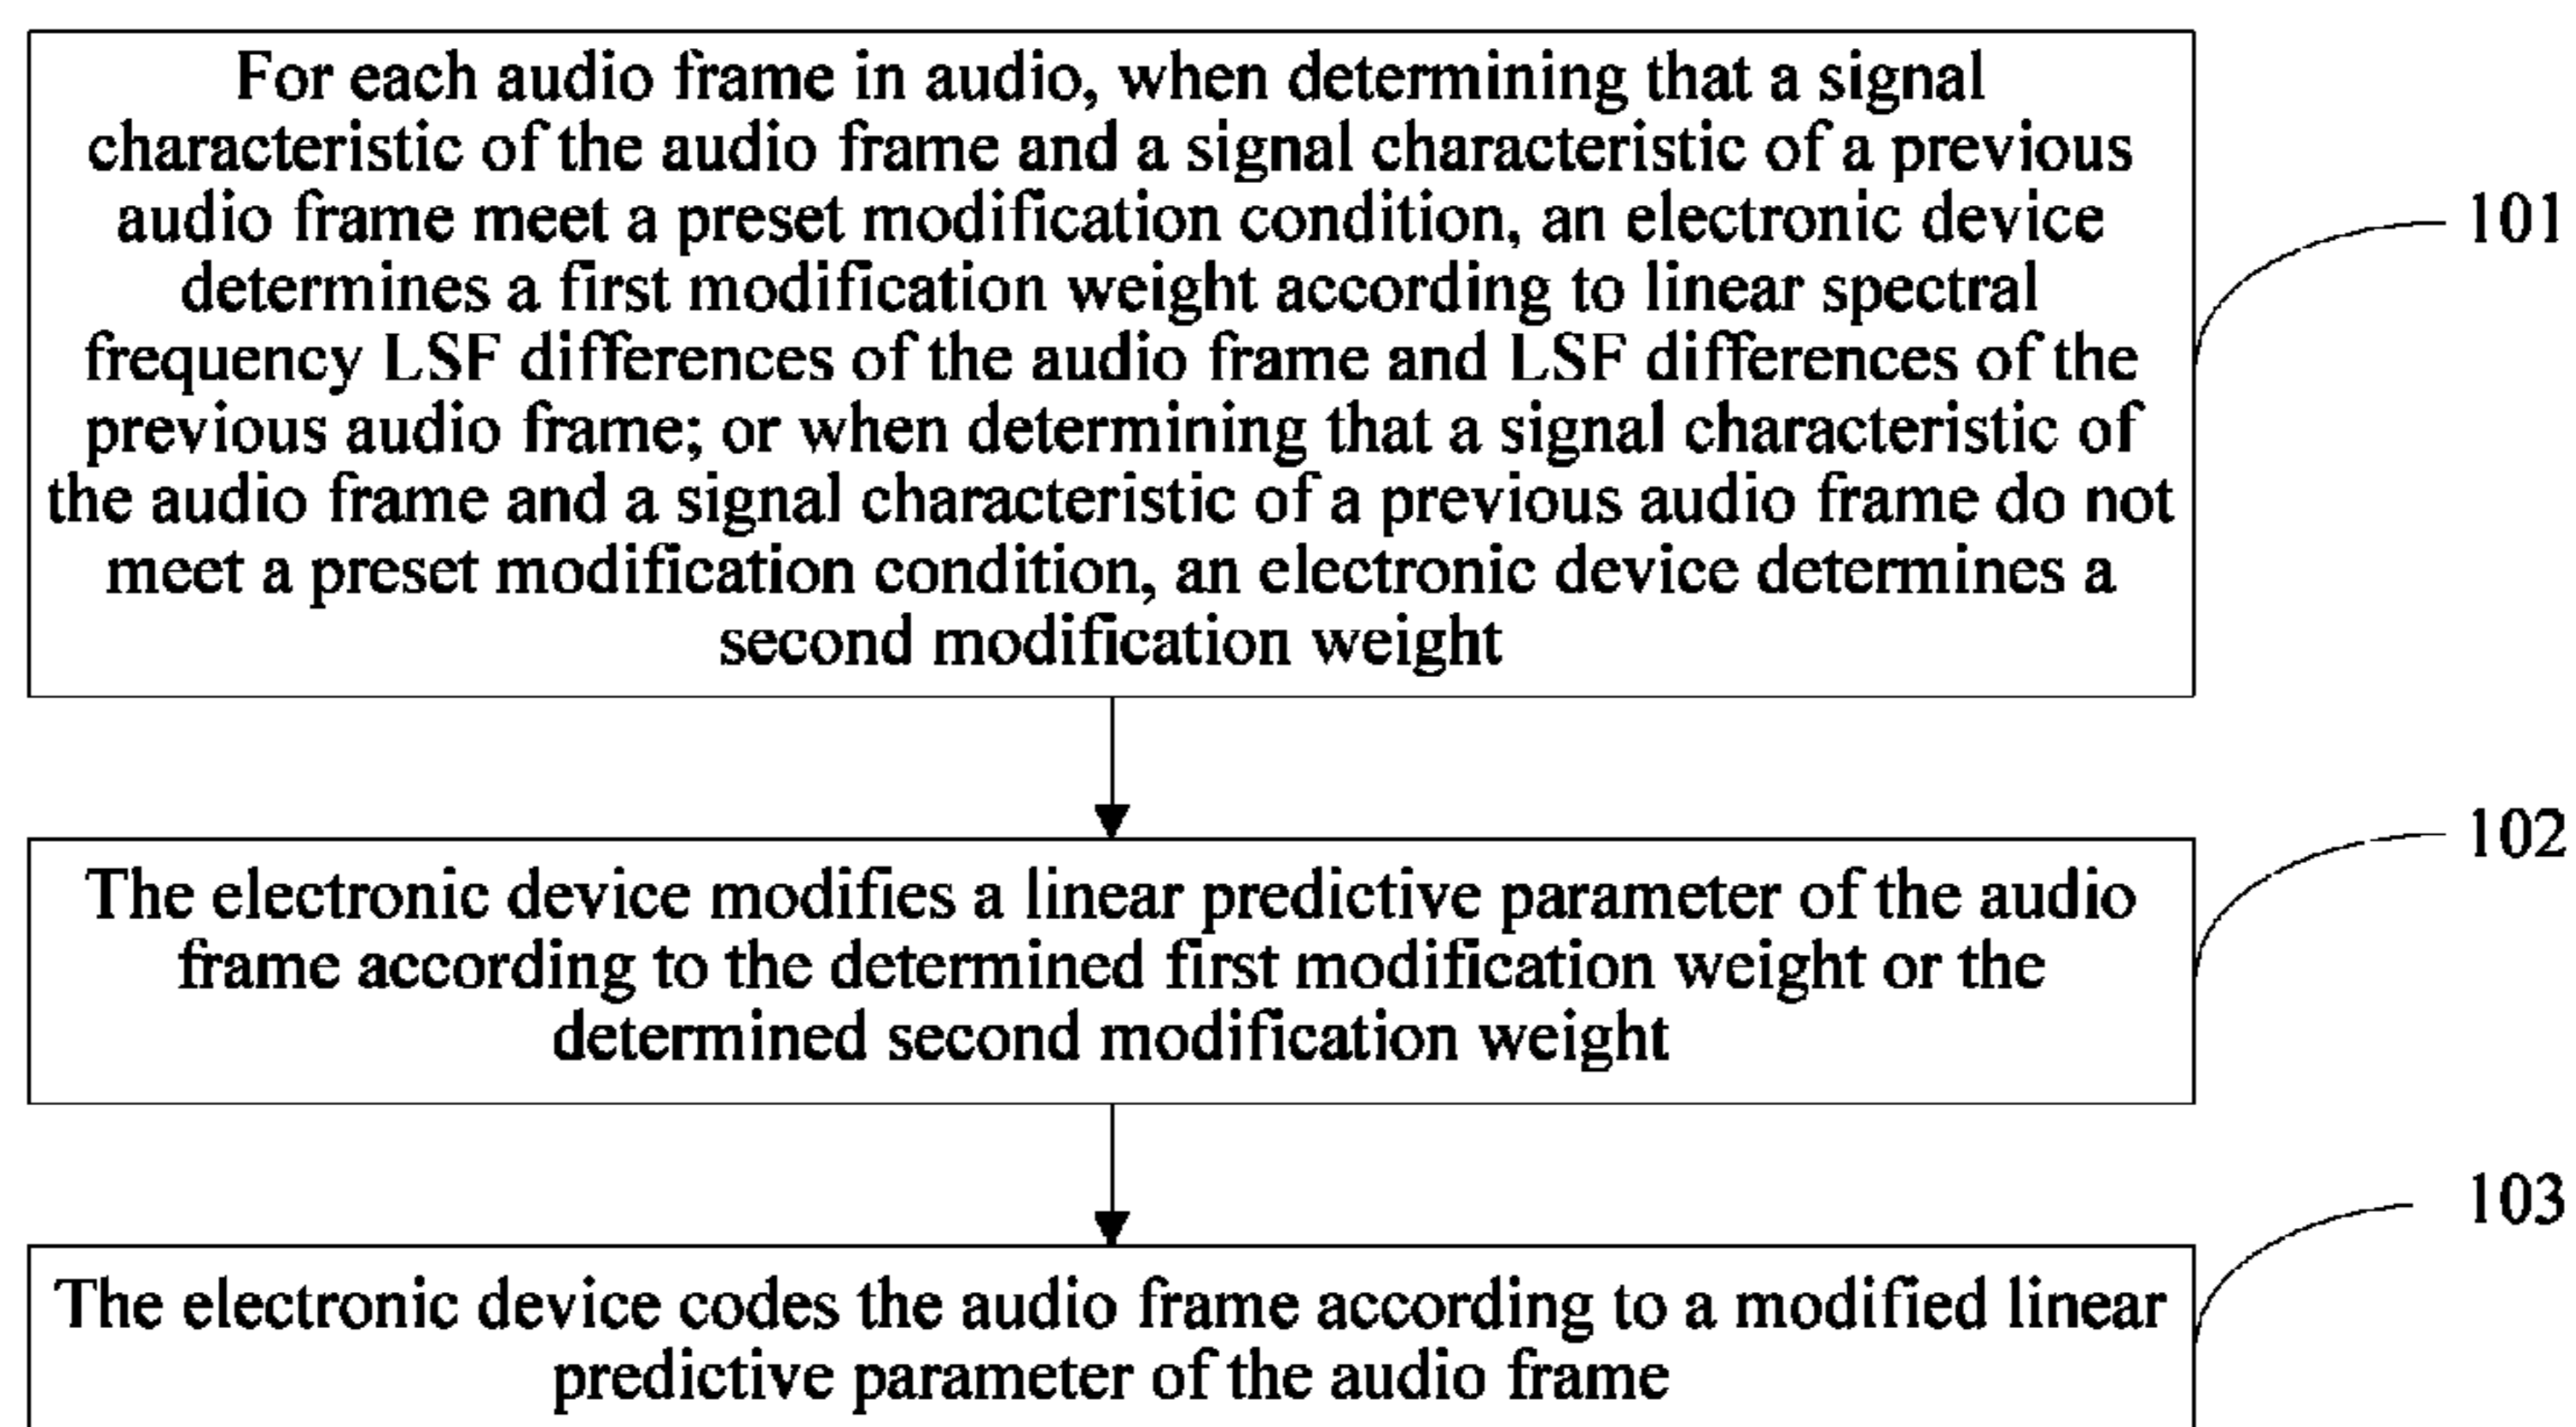 For each audio frame in audio, when determining that a signal
characteristic of the audio frame and a signal characteristic of a previous
audio frame meet a preset modification condition, an electronic device
determines a first modification weight according to linear spectral
frequency LSF differences of the audio frame and LSF differences of the
previous audio frame; or when determining that a signal characteristic of
the audio frame and a signal characteristic of a previous audio frame do not
meet a preset modification condition, an electronic device determines a
second modification weight
101
The electronic device modifies a linear predictive parameter of the audio
frame according to the determined first modification weight or the
determined second modification weight
102
The electronic device codes the audio frame according to a modified linear
predictive parameter of the audio frame
103